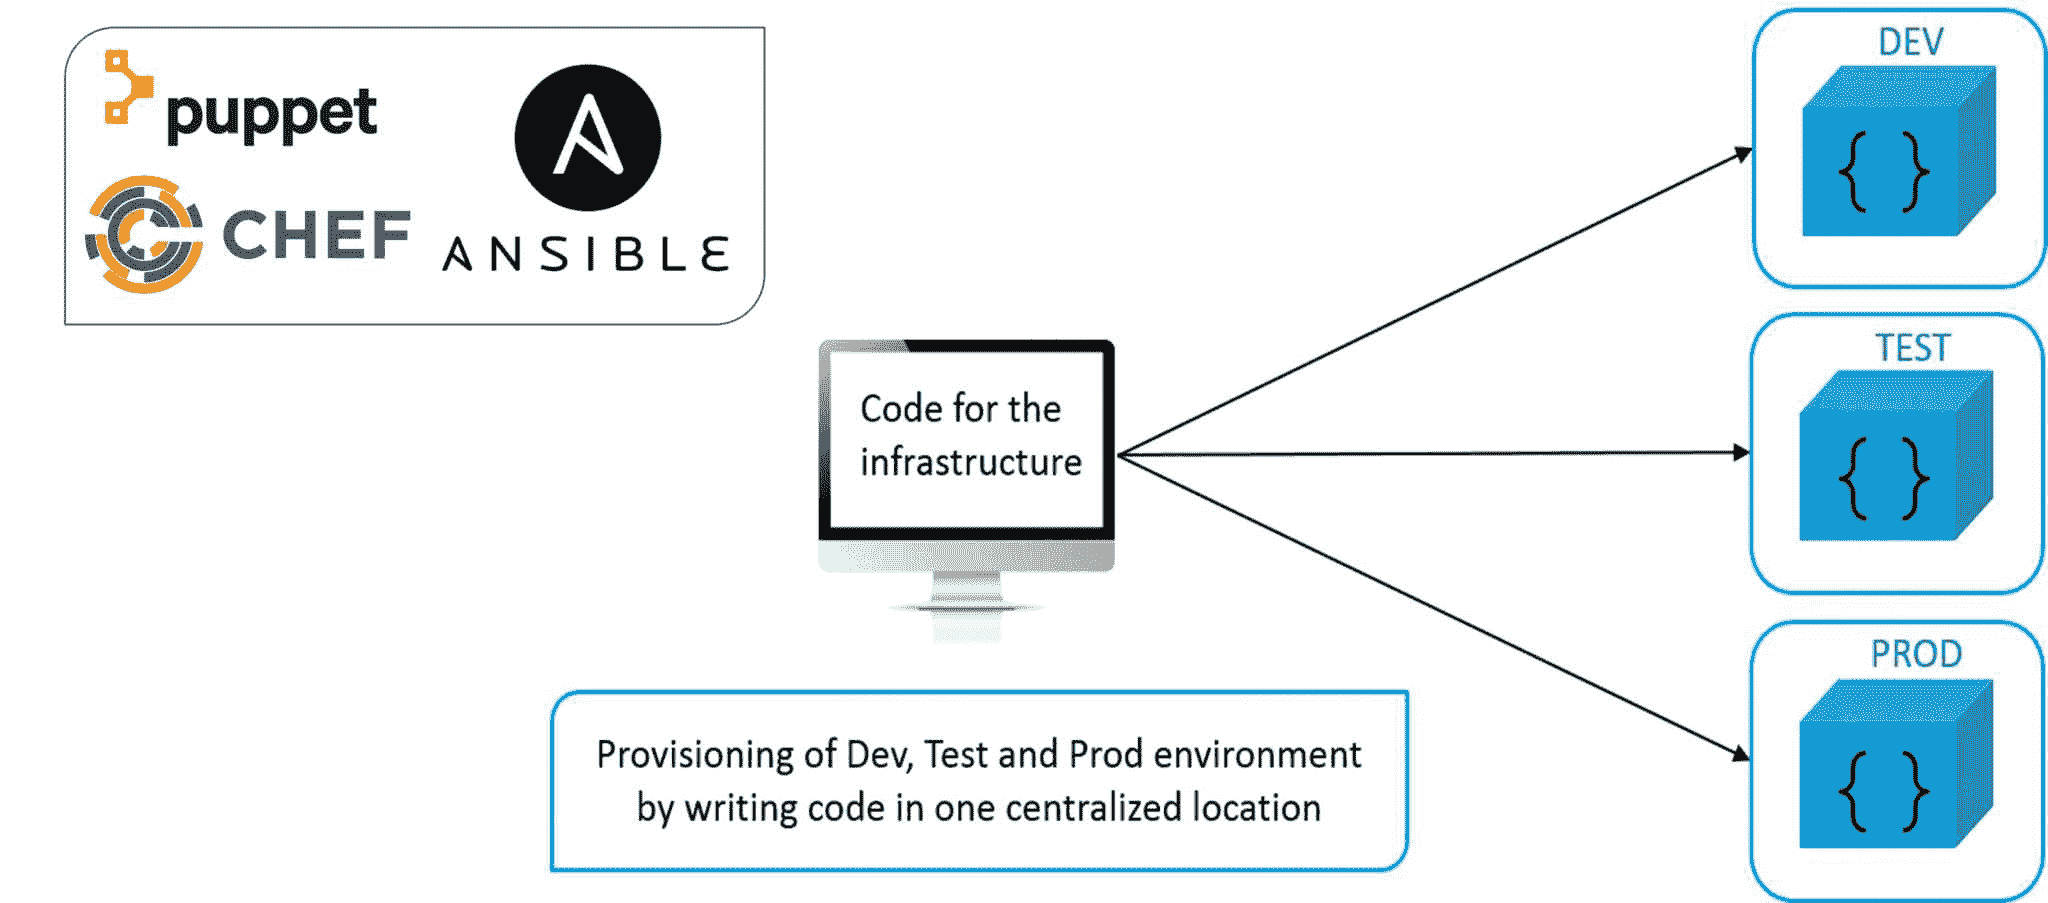 puppet
CHEF
ANSIBLE
Code for the
infrastructure
DEV
{ }
TEST
{ }
PROD
{ }
Provisioning of Dev, Test and Prod environment
by writing code in one centralized location